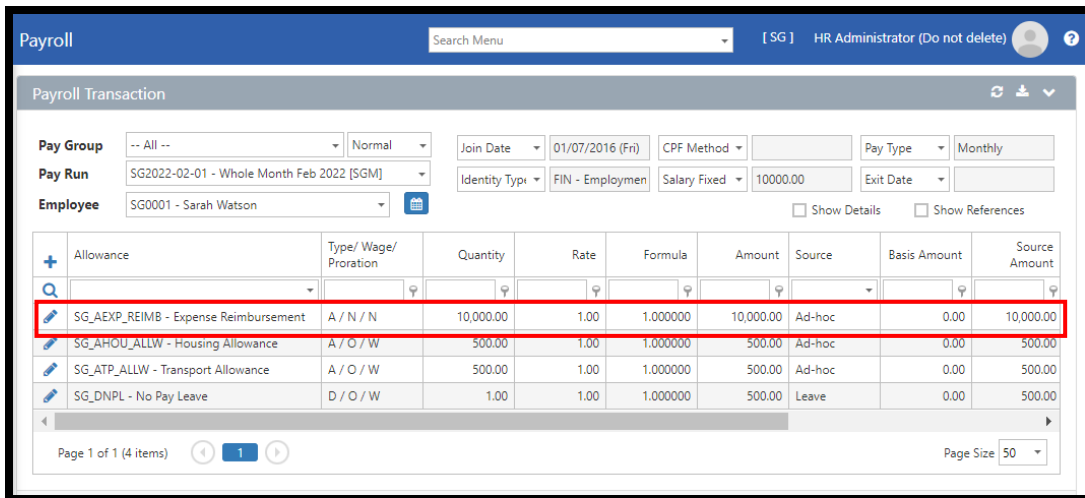 Payroll Search Menu [ SG ] HR Administrator (Do not delete) ?
Payroll Transaction
Pay Group -- All -- Normal Join Date 01/07/2016 (Fri) CPF Method Pay Type Monthly
Pay Run SG2022-02-01 - Whole Month Feb 2022 [SGM] Identity Type FIN - Employmen Salary Fixed 10000.00 Exit Date
Employee SG0001 - Sarah Watson Show Details Show References
Allowance Type/ Wage/ Proration Quantity Rate Formula Amount Source Basis Amount Source Amount
SG_AEXP_REIMB - Expense Reimbursement A / N / N 10,000.00 1.00 1.000000 10,000.00 Ad-hoc 0.00 10,000.00
SG_AHOU_ALLW - Housing Allowance A / O / W 500.00 1.00 1.000000 500.00 Ad-hoc 0.00 500.00
SG_ATP_ALLW - Transport Allowance A / O / W 500.00 1.00 1.000000 500.00 Ad-hoc 0.00 500.00
SG_DNPL - No Pay Leave D / O / W 1.00 1.00 1.000000 500.00 Leave 0.00 500.00
Page 1 of 1 (4 items) 1 Page Size 50